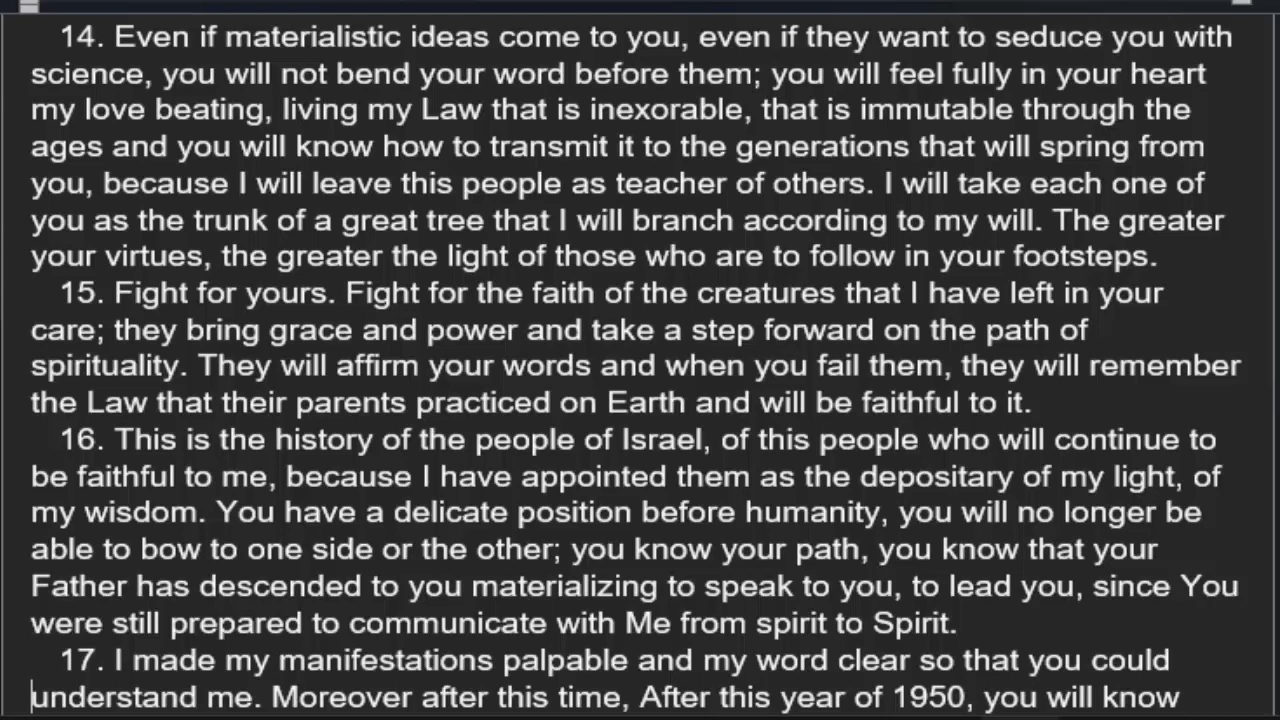 14. Even if materialistic ideas come to you, even if they want to seduce you with
science, you will not bend your word before them; you will feel fully in your heart
my love beating, living my Law that is inexorable, that is immutable through the
ages and you will know how to transmit it to the generations that will spring from
you, because I will leave this people as teacher of others. I will take each one of
you as the trunk of a great tree that I will branch according to my will. The greater
your virtues, the greater the light of those who are to follow in your footsteps.
15. Fight for yours. Fight for the faith of the creatures that I have left in your
care; they bring grace and power and take a step forward on the path of
spirituality. They will affirm your words and when you fail them, they will remember
the Law that their parents practiced on Earth and will be faithful to it.
16. This is the history of the people of Israel, of this people who will continue to
be faithful to me, because I have appointed them as the depositary of my light, of
my wisdom. You have a delicate position before humanity, you will no longer be
able to bow to one side or the other; you know your path, you know that your
Father has descended to you materializing to speak to you, to lead you, since You
were still prepared to communicate with Me from spirit to Spirit.
17. I made my manifestations palpable and my word clear so that you could
understand me. Moreover after this time, After this year of 1950, you will know